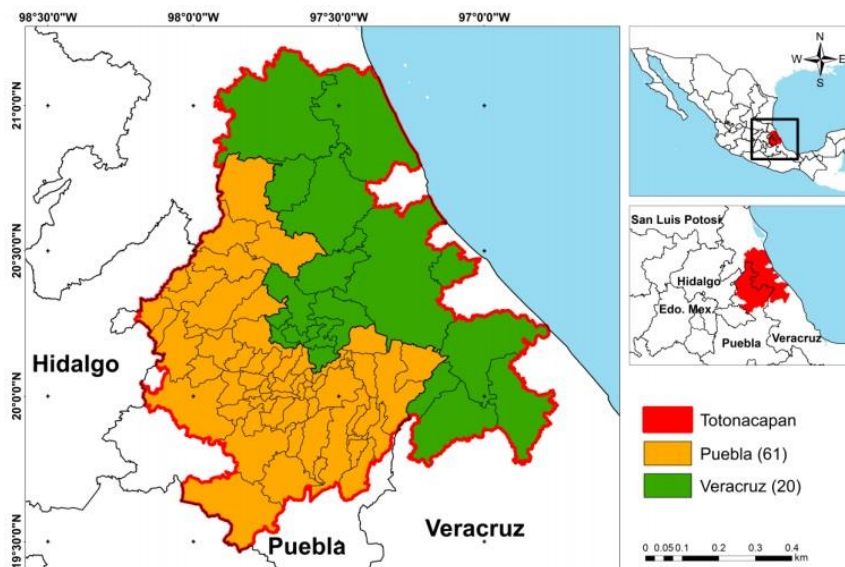 98°30'0"W 98°0'0"W 97°30'0"W 97°0'0"W
21°0'0"N
20°30'0"N
20°0'0"N
19°30'0"N
Hidalgo
Puebla
Veracruz
N
W E
S
San Luis Potosí
Hidalgo
Edo. Mex.
Puebla
Veracruz
Totonacapan
Puebla (61)
Veracruz (20)
0 0.05 0.1 0.2 0.3 0.4
km